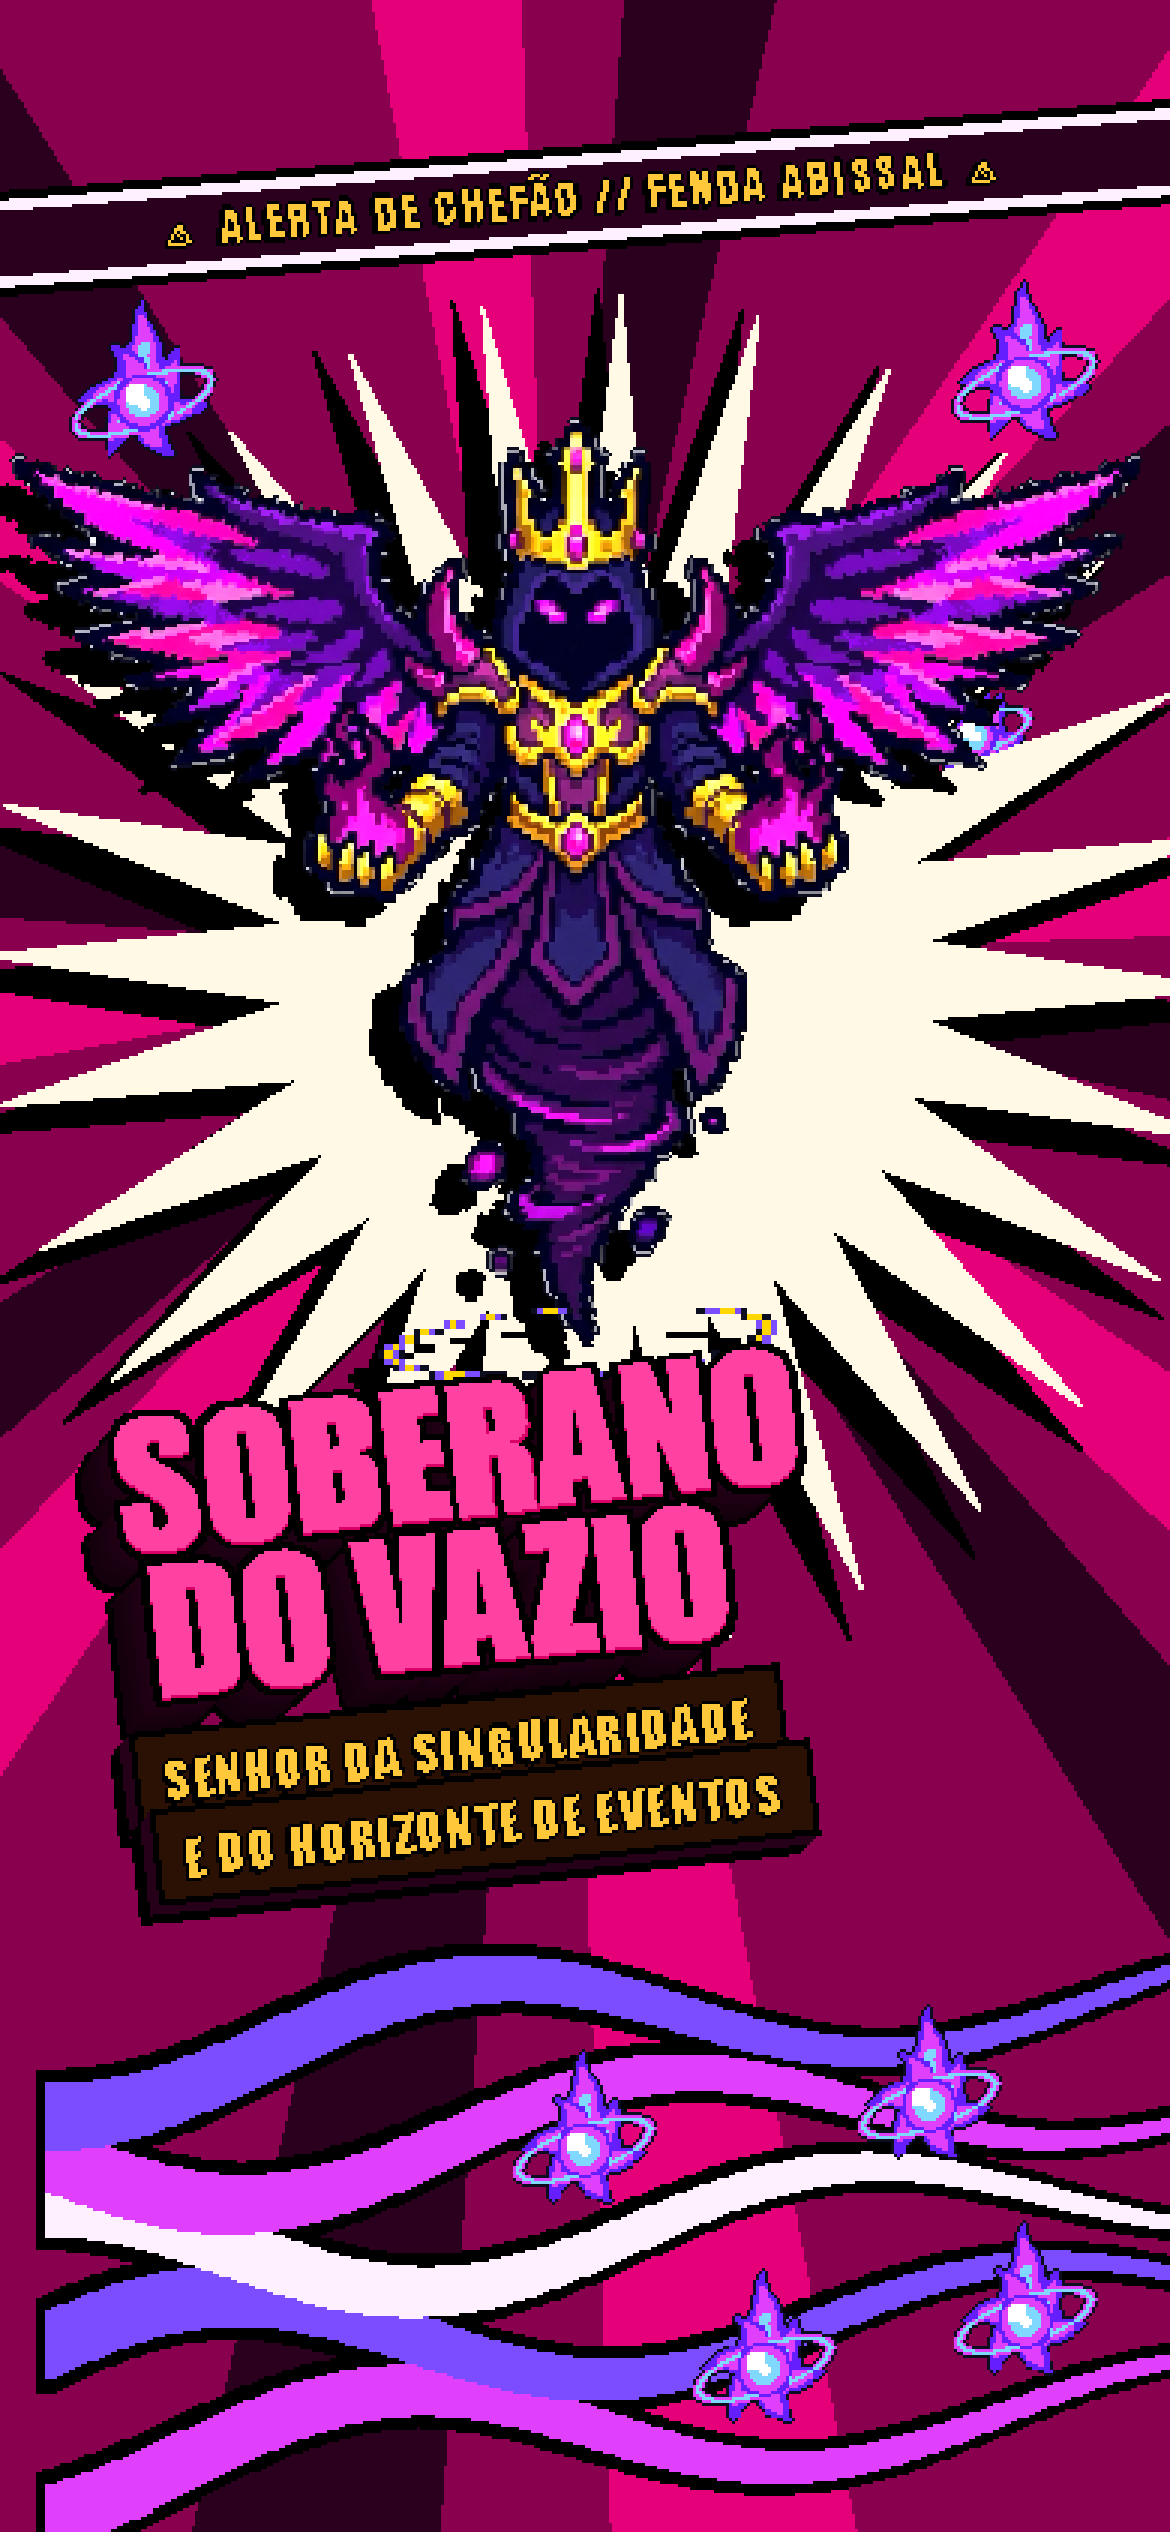 ⚠ ALERTA DE CHEFÃO // FENDA ABISSAL ⚠
SOBERANO
DO VAZIO
SENHOR DA SINGULARIDADE
E DO HORIZONTE DE EVENTOS